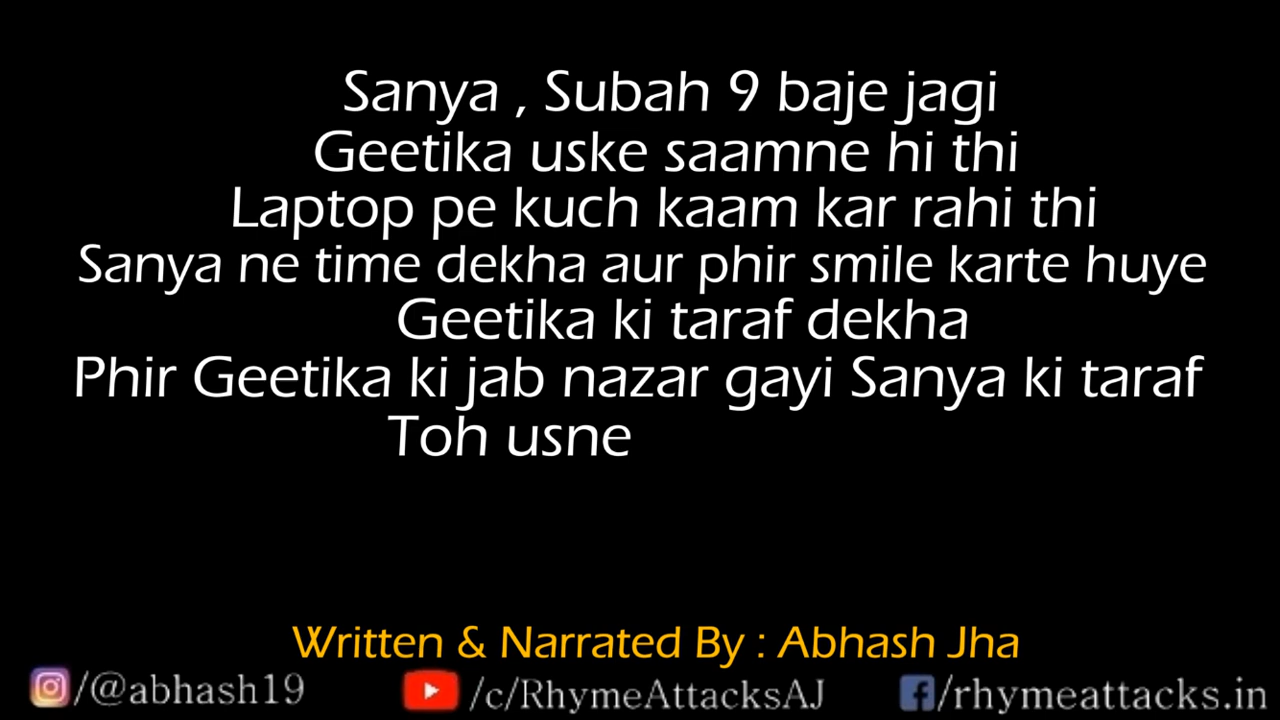 Sanya , Subah 9 baje jagi
Geetika uske saamne hi thi
Laptop pe kuch kaam kar rahi thi
Sanya ne time dekha aur phir smile karte huye
Geetika ki taraf dekha
Phir Geetika ki jab nazar gayi Sanya ki taraf
Toh usne
Written & Narrated By : Abhash Jha
/@abhash19 /c/RhymeAttacksAJ /rhymeattacks.in